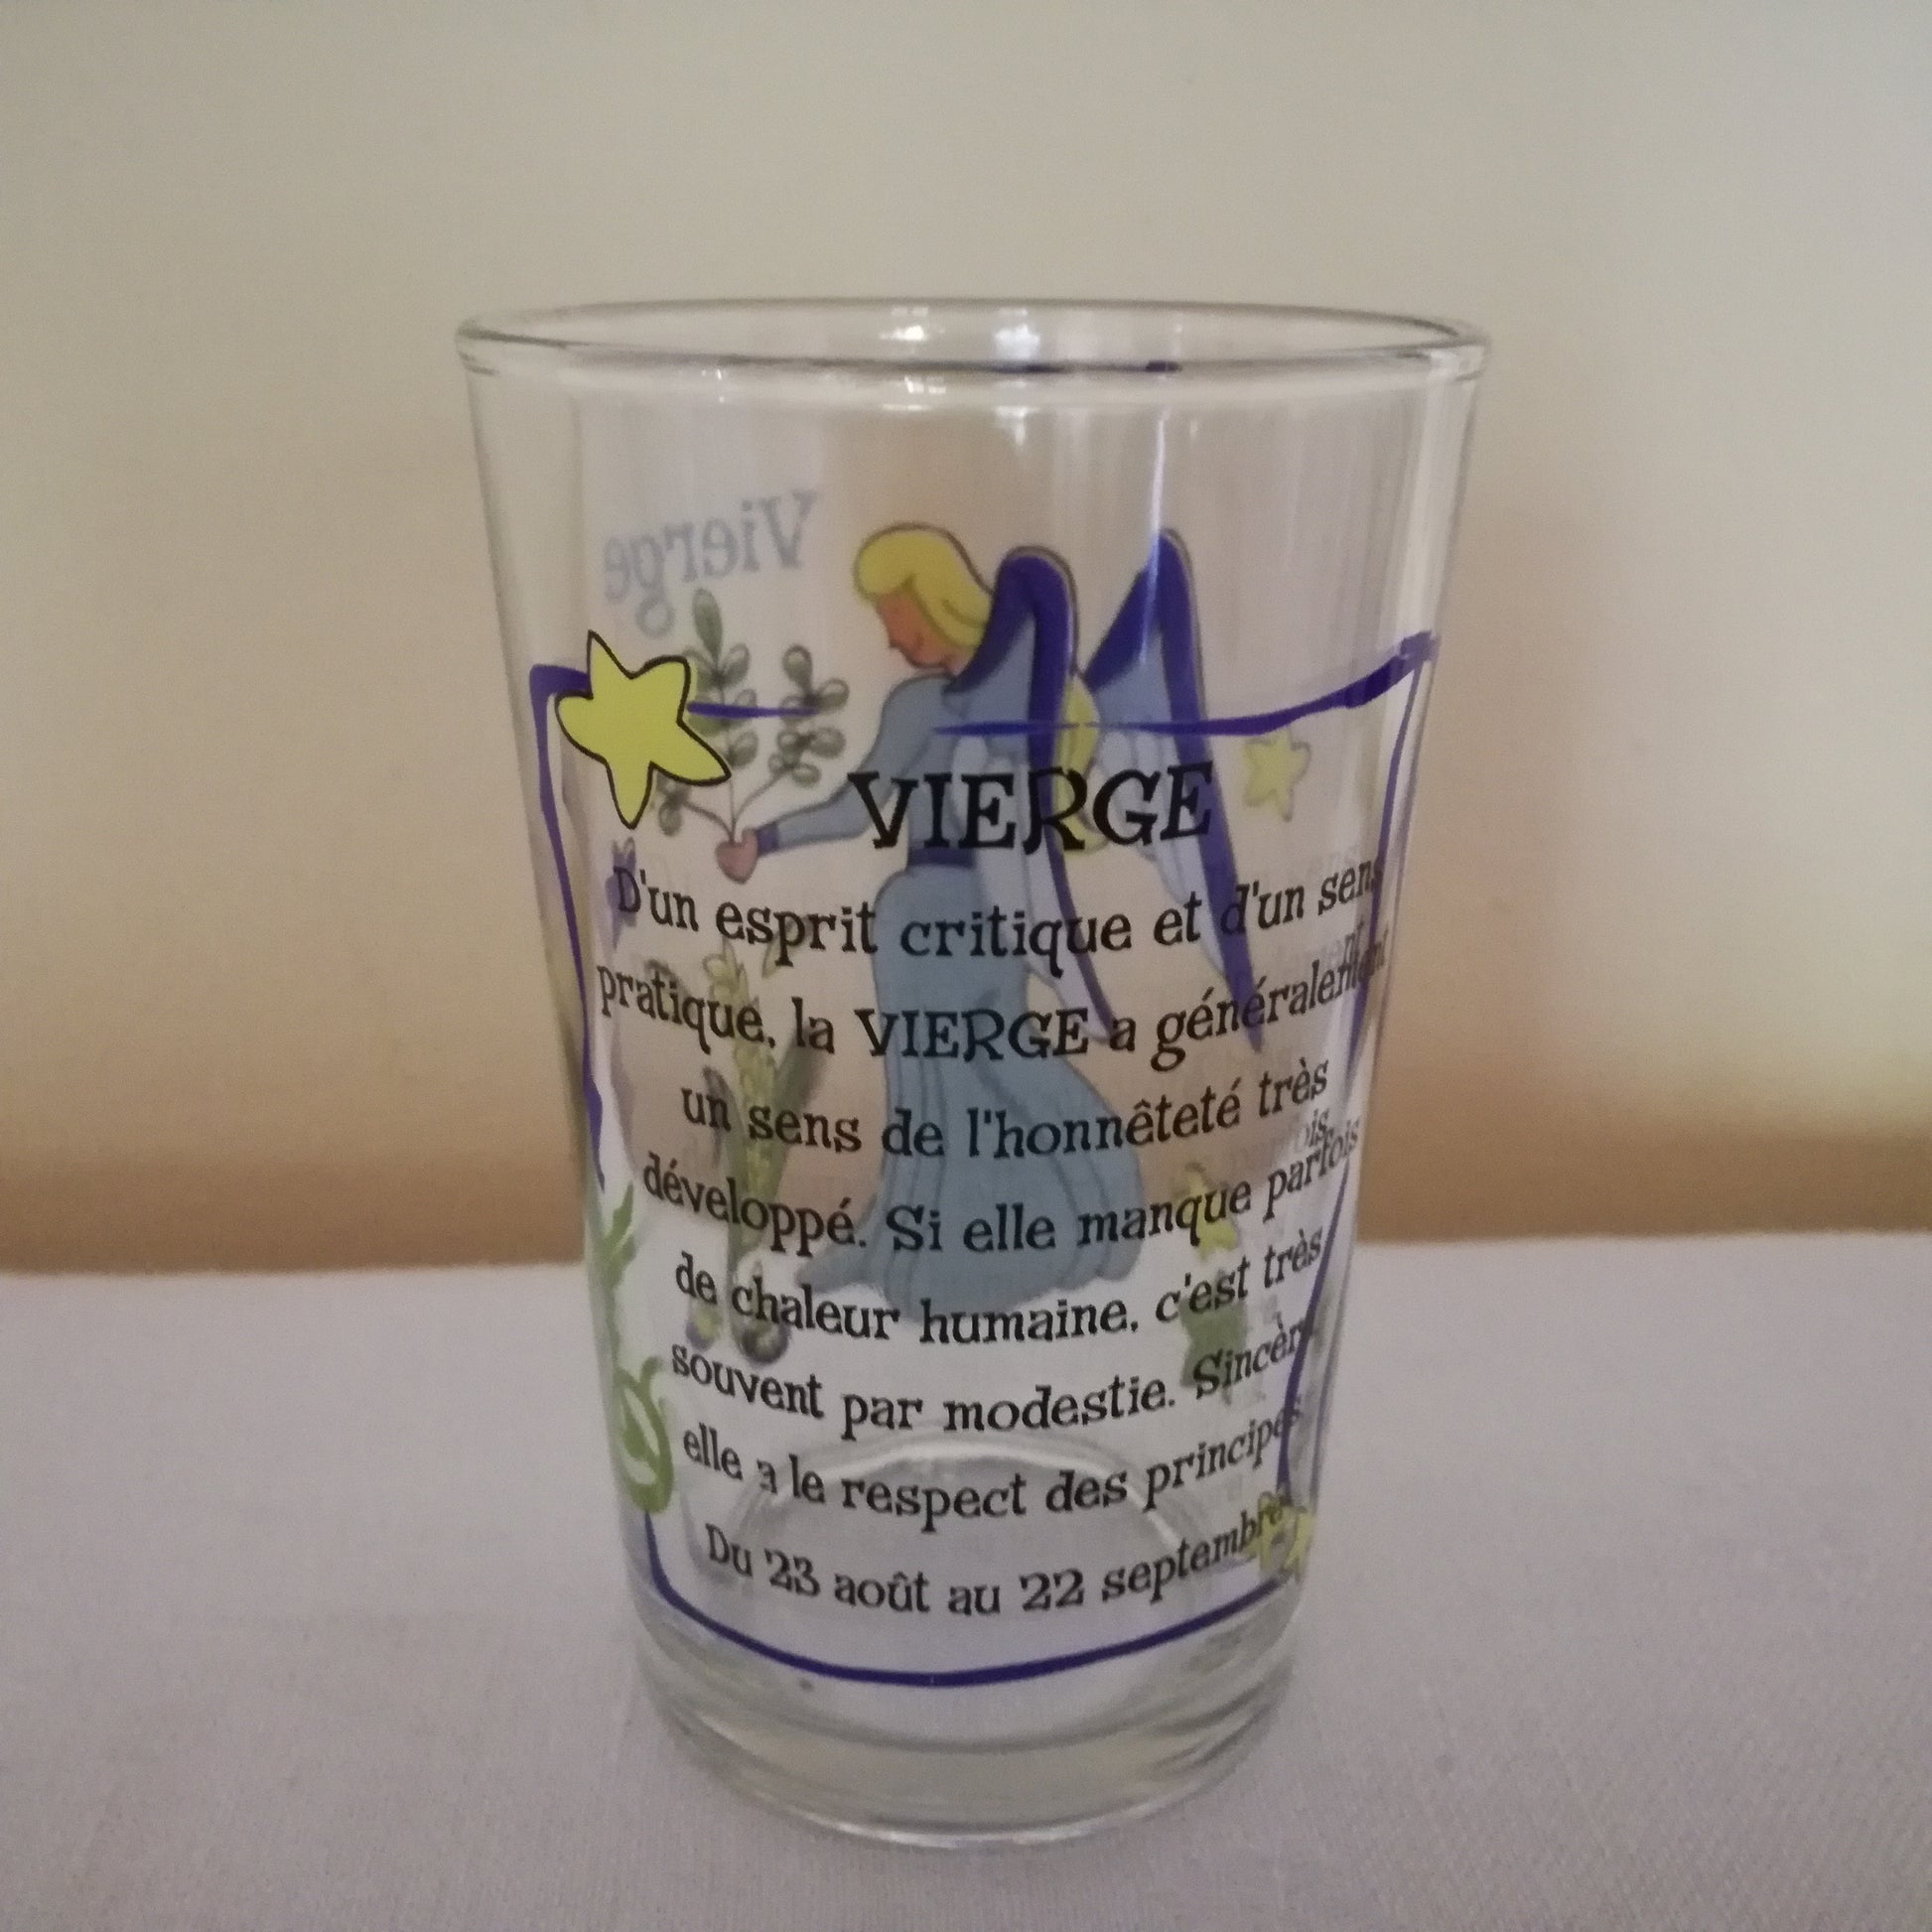 Vierge
VIERGE
D'un esprit critique et d'un sens
pratique, la VIERGE a généralement
un sens de l'honnêteté très
développé. Si elle manque parfois
de chaleur humaine, c'est très
souvent par modestie.
elle a le respect des principes
Du 23 août au 22 septembre